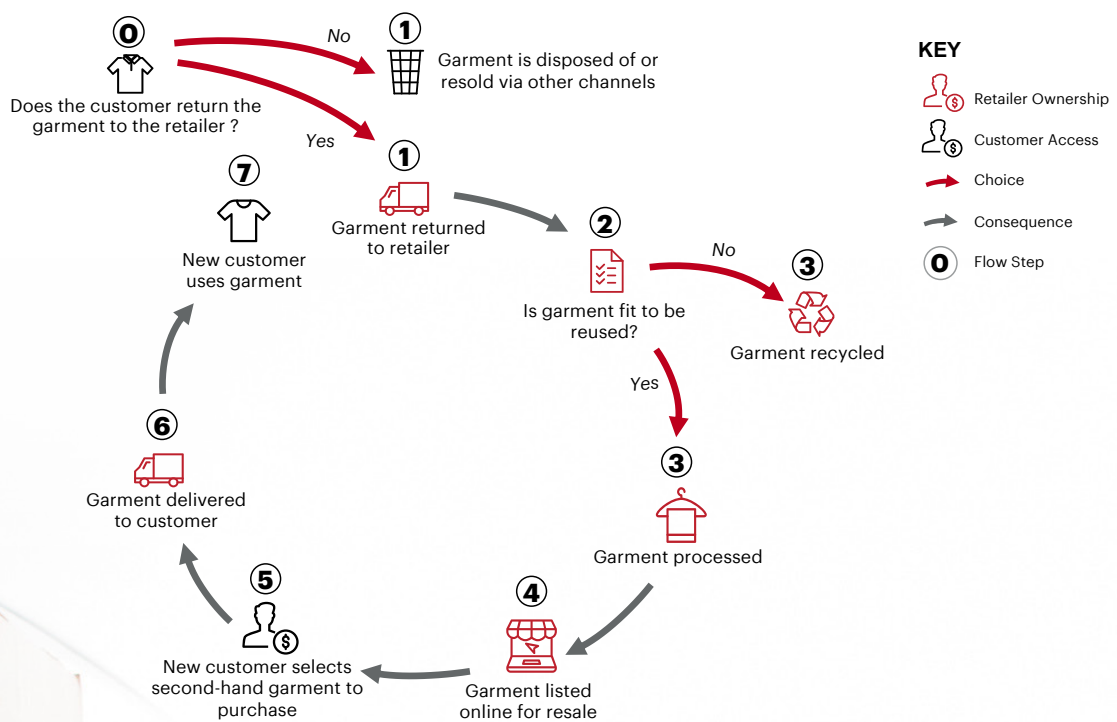 0
No
1
Garment is disposed of or
resold via other channels
Does the customer return the
garment to the retailer ?
Yes
1
Garment returned
to retailer
7
New customer
uses garment
2
Is garment fit to be
reused?
No
3
Garment recycled
Yes
3
Garment processed
4
Garment listed
online for resale
5
$
New customer selects
second-hand garment to
purchase
6
Garment delivered
to customer
KEY
$
Retailer Ownership
$
Customer Access
Choice
Consequence
0
Flow Step